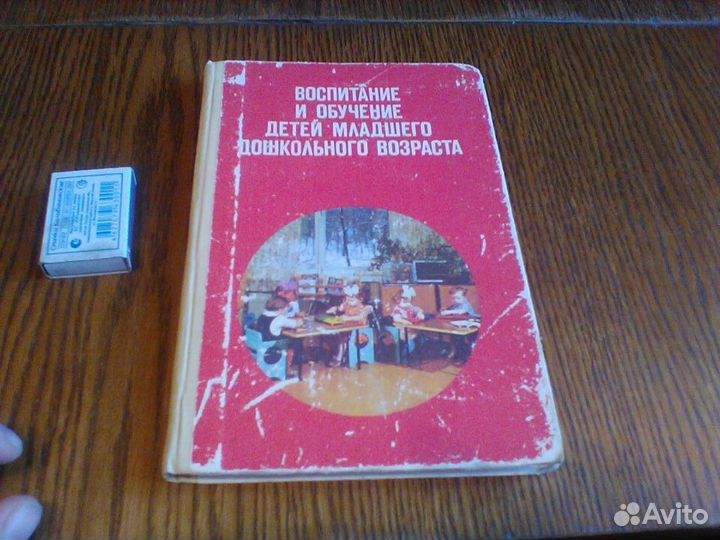 ВОСПИТАНИЕ
И ОБУЧЕНИЕ
ДЕТЕЙ МЛАДШЕГО
ДОШКОЛЬНОГО ВОЗРАСТА
Avito